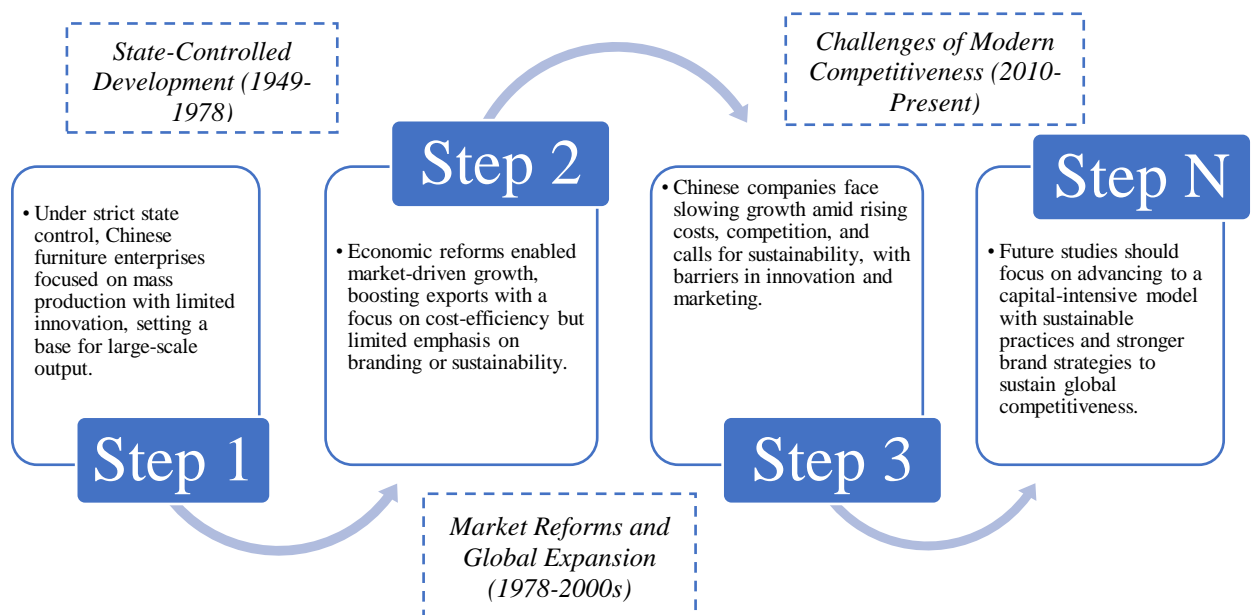 State-Controlled
Development (1949-
1978)
• Under strict state
control, Chinese
furniture enterprises
focused on mass
production with limited
innovation, setting a
base for large-scale
output.
Step 1
Step 2
• Economic reforms enabled
market-driven growth,
boosting exports with a
focus on cost-efficiency but
limited emphasis on
branding or sustainability.
Market Reforms and
Global Expansion
(1978-2000s)
Challenges of Modern
Competitiveness (2010-
Present)
• Chinese companies face
slowing growth amid rising
costs, competition, and
calls for sustainability, with
barriers in innovation and
marketing.
Step 3
Step N
• Future studies should
focus on advancing to a
capital-intensive model
with sustainable
practices and stronger
brand strategies to
sustain global
competitiveness.